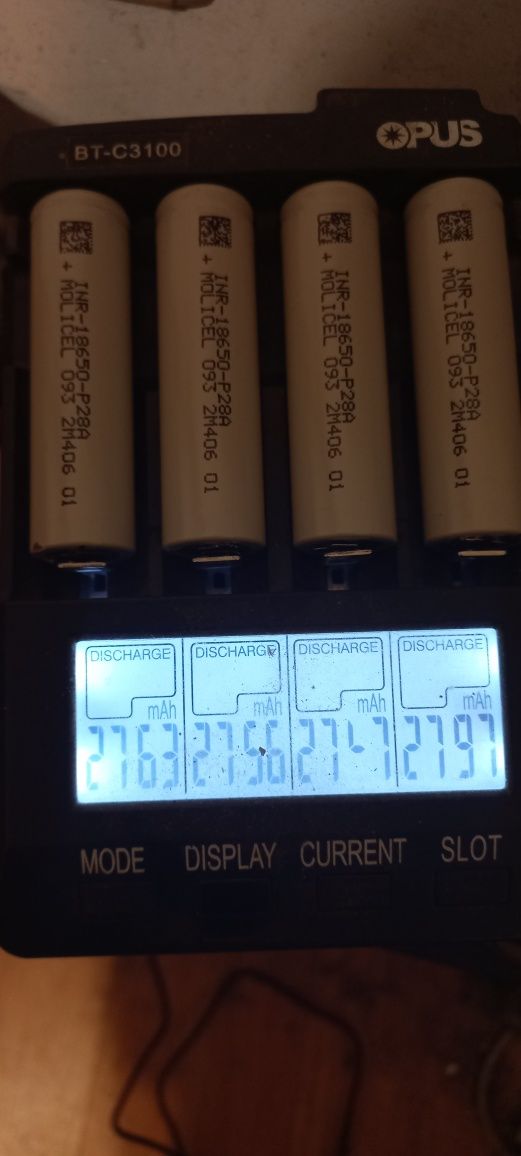 BT-C3100
OPUS
INR-18650-P28A
+ MOLICEL 093 2M406 01
INR-18650-P28A
+ MOLICEL 093 2M406 01
INR-18650-P28A
+ MOLICEL 093 2M406 01
INR-18650-P28A
+ MOLICEL 093 2M406 01
DISCHARGE DISCHARGE DISCHARGE DISCHARGE
mAh mAh mAh mAh
2763 2756 2747 2797
MODE DISPLAY CURRENT SLOT